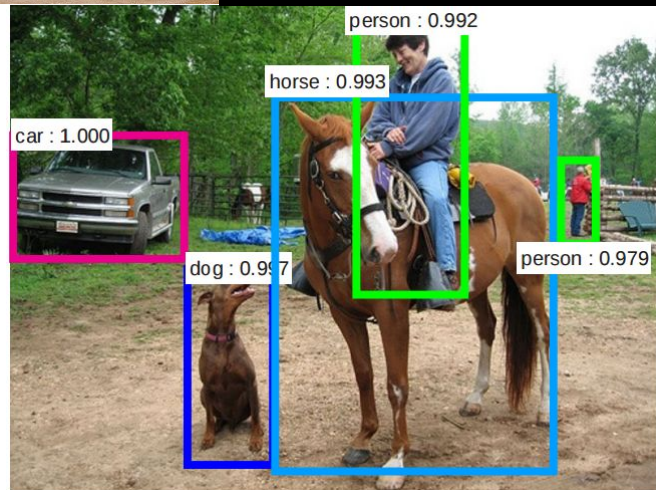 person : 0.992
horse : 0.993
car : 1.000
dog : 0.997
person : 0.979